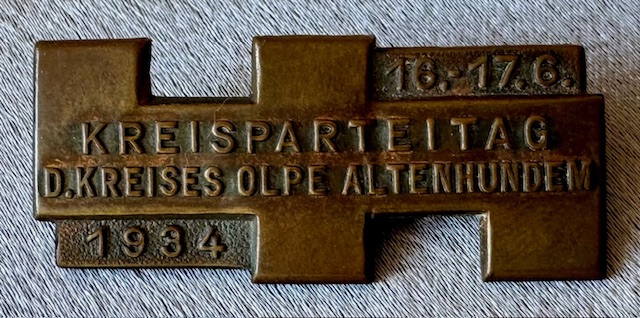 16.-17.6.
KREISPARTEITAG
D.KREISES OLPE ALTENHUNDEM
1934